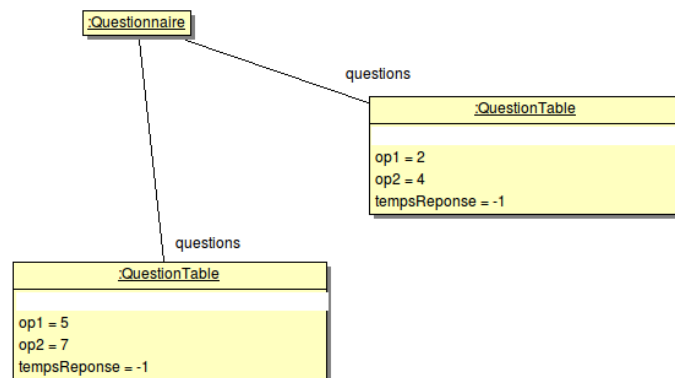 :Questionnaire
questions
:QuestionTable
op1 = 2
op2 = 4
tempsReponse = -1
questions
:QuestionTable
op1 = 5
op2 = 7
tempsReponse = -1